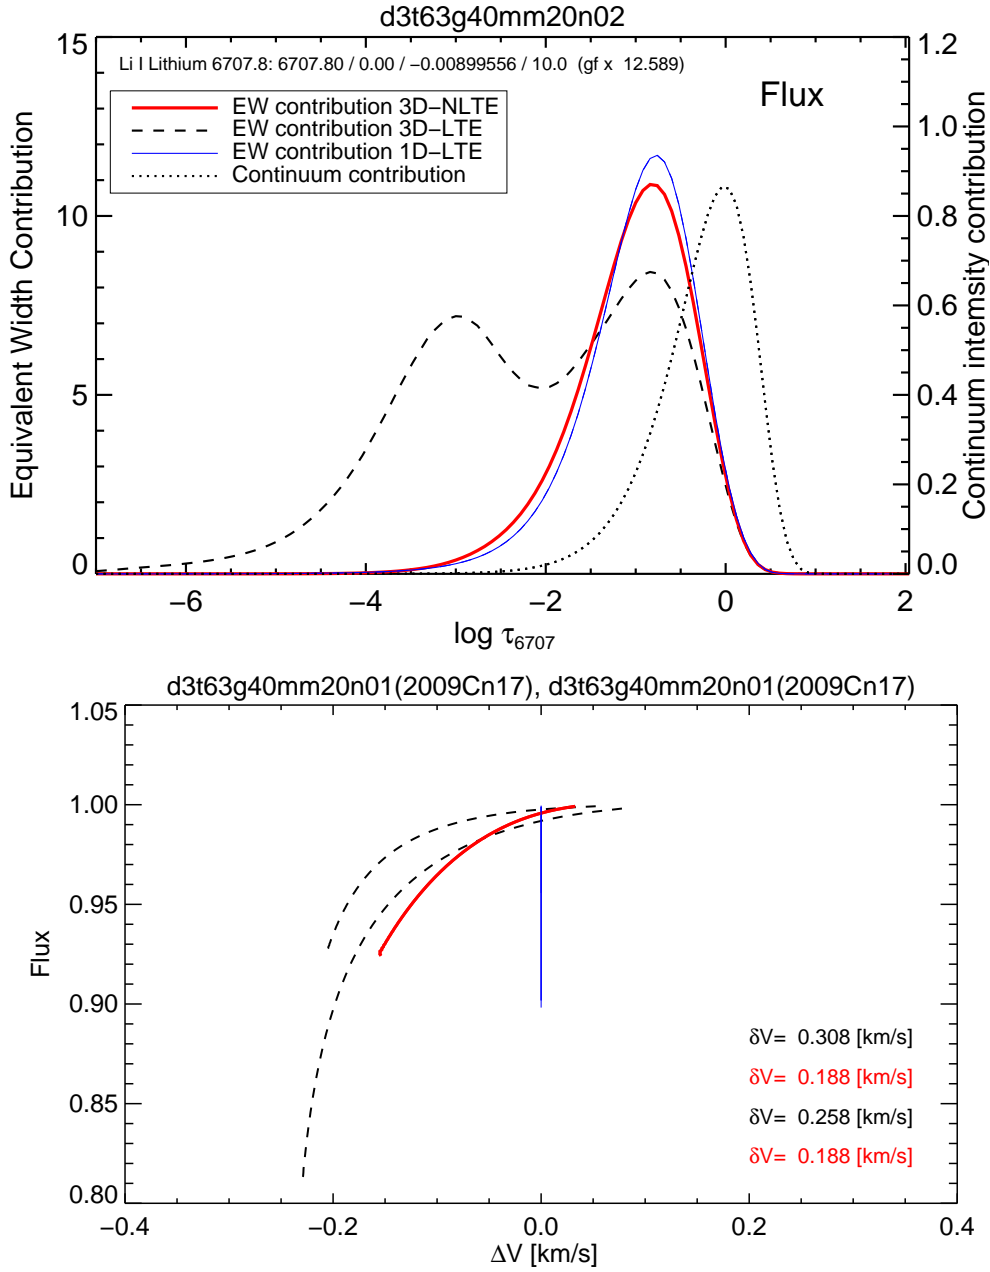 d3t63g40mm20n02
Li I Lithium 6707.8: 6707.80 / 0.00 / −0.00899556 / 10.0 (gf x 12.589)
Flux
EW contribution 3D−NLTE
EW contribution 3D−LTE
EW contribution 1D−LTE
Continuum contribution
Equivalent Width Contribution
15
10
5
0
Continuum intensity contribution
1.2
1.0
0.8
0.6
0.4
0.2
0.0
−6 −4 −2 0 2
log τ6707
d3t63g40mm20n01(2009Cn17), d3t63g40mm20n01(2009Cn17)
Flux
1.05
1.00
0.95
0.90
0.85
0.80
δV= 0.308 [km/s]
δV= 0.188 [km/s]
δV= 0.258 [km/s]
δV= 0.188 [km/s]
−0.4 −0.2 0.0 0.2 0.4
ΔV [km/s]